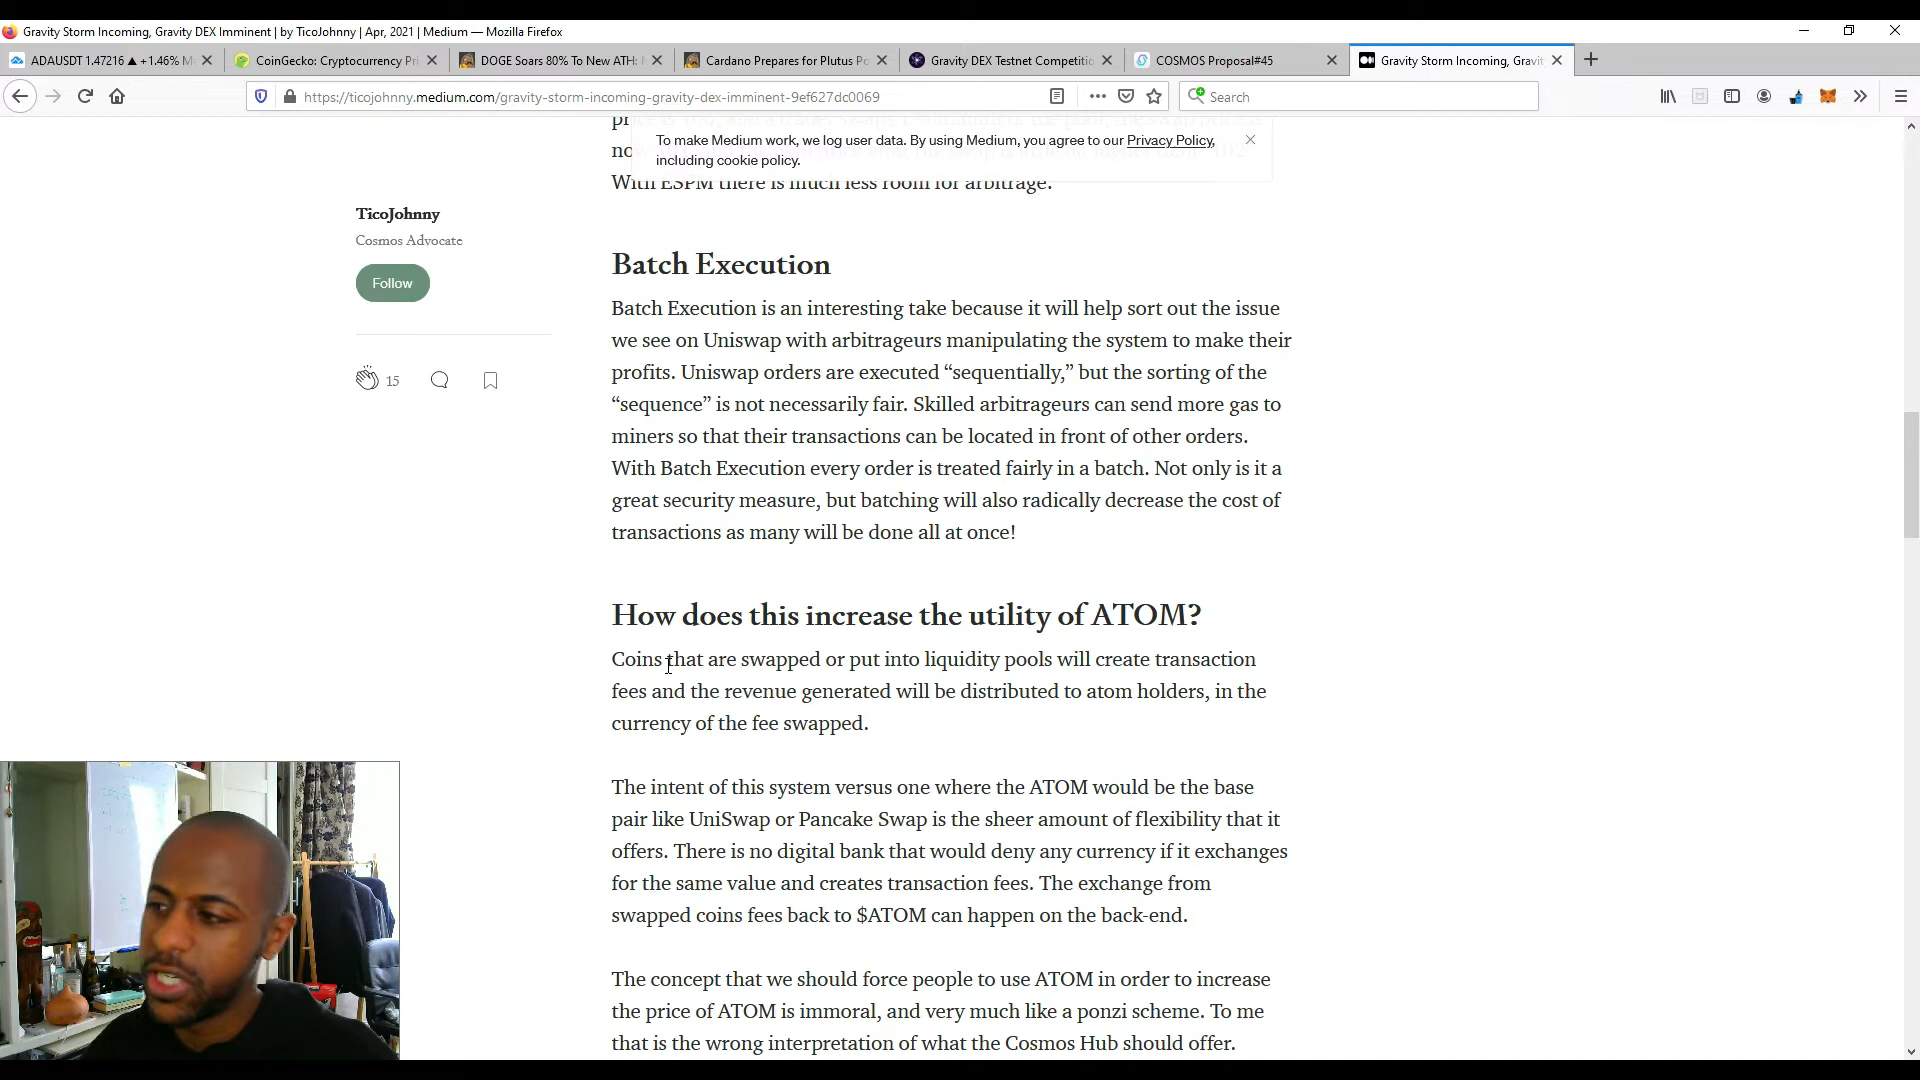 Gravity Storm Incoming, Gravity DEX Imminent | by TicoJohnny | Apr, 2021 | Medium — Mozilla Firefox
ADAUSDT 1.47216 ▲ +1.46% CoinGecko: Cryptocurrency Pri DOGE Soars 80% To New ATH: Cardano Prepares for Plutus Po Gravity DEX Testnet Competitio COSMOS Proposal#45 Gravity Storm Incoming, Gravit
https://ticojohnny.medium.com/gravity-storm-incoming-gravity-dex-imminent-9ef627dc0069 Search
To make Medium work, we log user data. By using Medium, you agree to our Privacy Policy,
including cookie policy.
With ESPM there is much less room for arbitrage.
TicoJohnny
Cosmos Advocate
Follow
15
Batch Execution
Batch Execution is an interesting take because it will help sort out the issue
we see on Uniswap with arbitrageurs manipulating the system to make their
profits. Uniswap orders are executed “sequentially,” but the sorting of the
“sequence” is not necessarily fair. Skilled arbitrageurs can send more gas to
miners so that their transactions can be located in front of other orders.
With Batch Execution every order is treated fairly in a batch. Not only is it a
great security measure, but batching will also radically decrease the cost of
transactions as many will be done all at once!
How does this increase the utility of ATOM?
Coins that are swapped or put into liquidity pools will create transaction
fees and the revenue generated will be distributed to atom holders, in the
currency of the fee swapped.
The intent of this system versus one where the ATOM would be the base
pair like UniSwap or Pancake Swap is the sheer amount of flexibility that it
offers. There is no digital bank that would deny any currency if it exchanges
for the same value and creates transaction fees. The exchange from
swapped coins fees back to $ATOM can happen on the back-end.
The concept that we should force people to use ATOM in order to increase
the price of ATOM is immoral, and very much like a ponzi scheme. To me
that is the wrong interpretation of what the Cosmos Hub should offer.